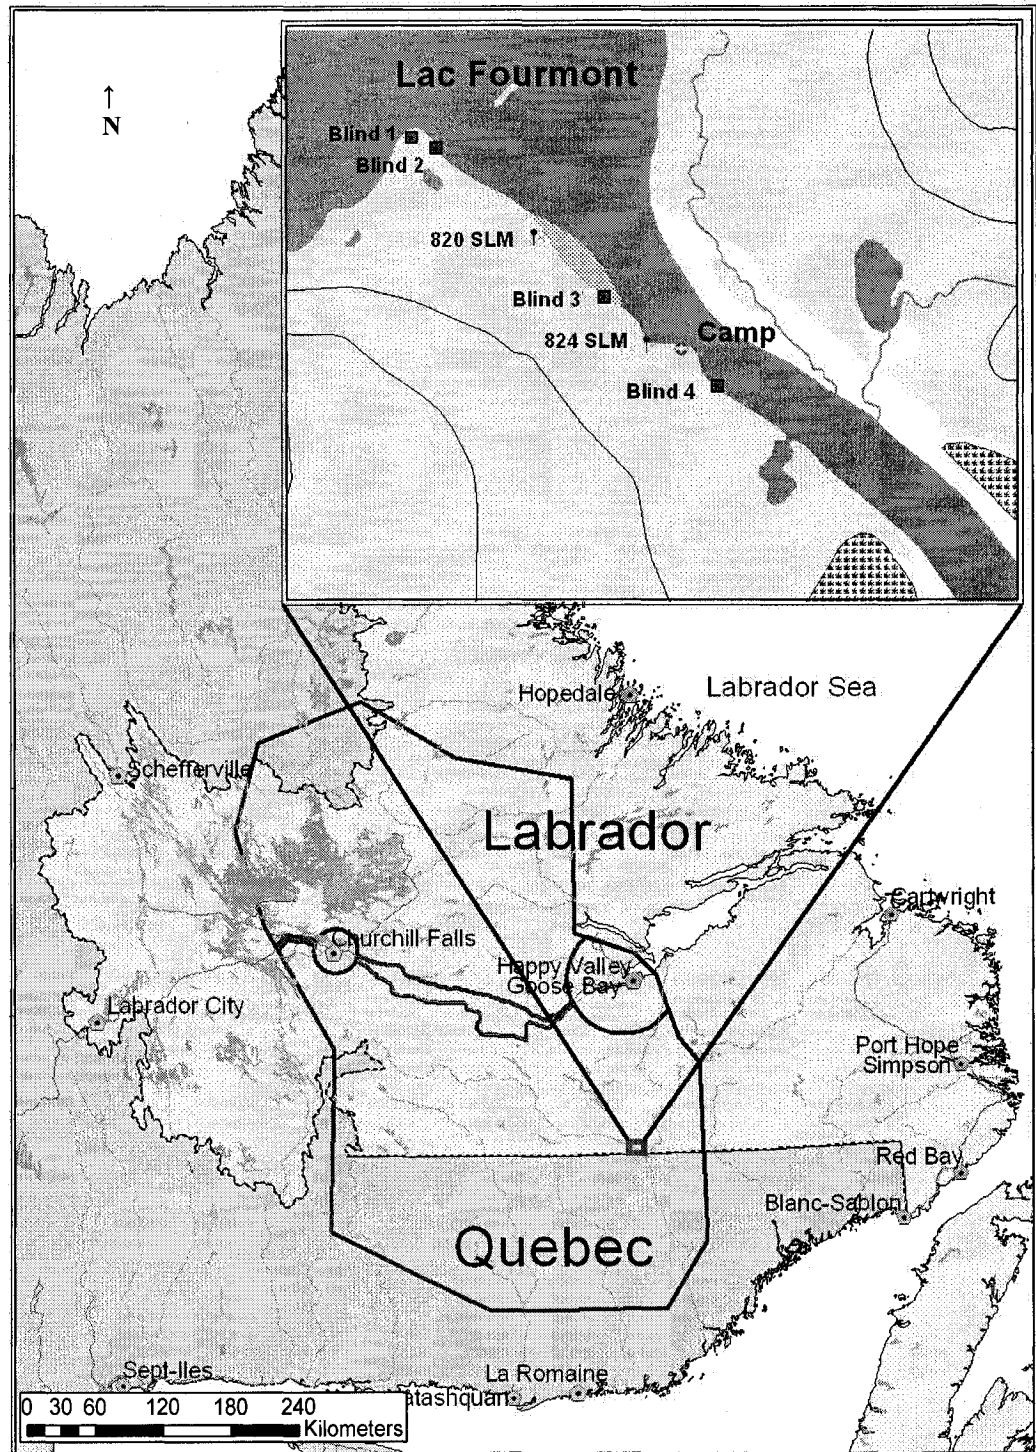 ↑
N
Lac Fourmont
Blind 1
Blind 2
820 SLM
Blind 3
824 SLM
Camp
Blind 4
Hopedale
Labrador Sea
Schefferville
Labrador
Cartwright
Churchill Falls
Happy Valley
Goose Bay
Labrador City
Port Hope
Simpson
Red Bay
Blanc-Sablon
Quebec
Sept-Iles
La Romaine
atashquan
0 30 60 120 180 240
Kilometers